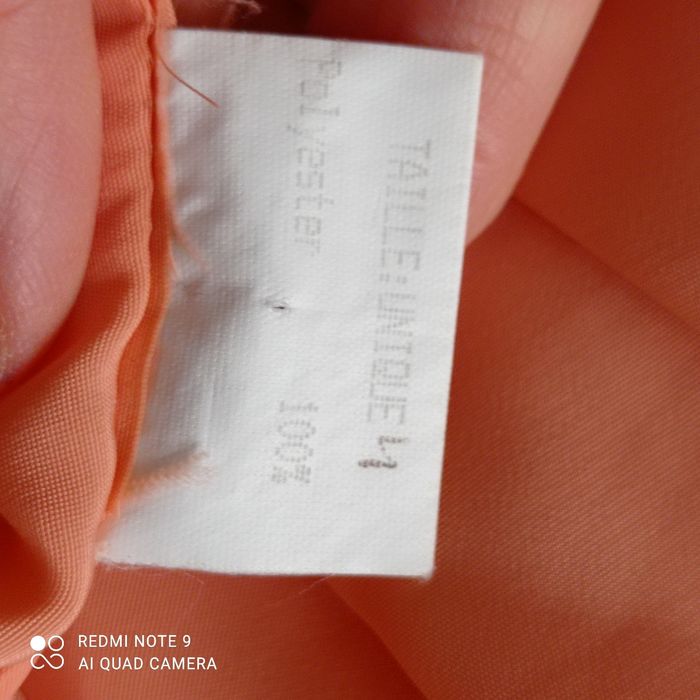 TAILLE:UNIQUE
Polyester 100%
REDMI NOTE 9
AI QUAD CAMERA